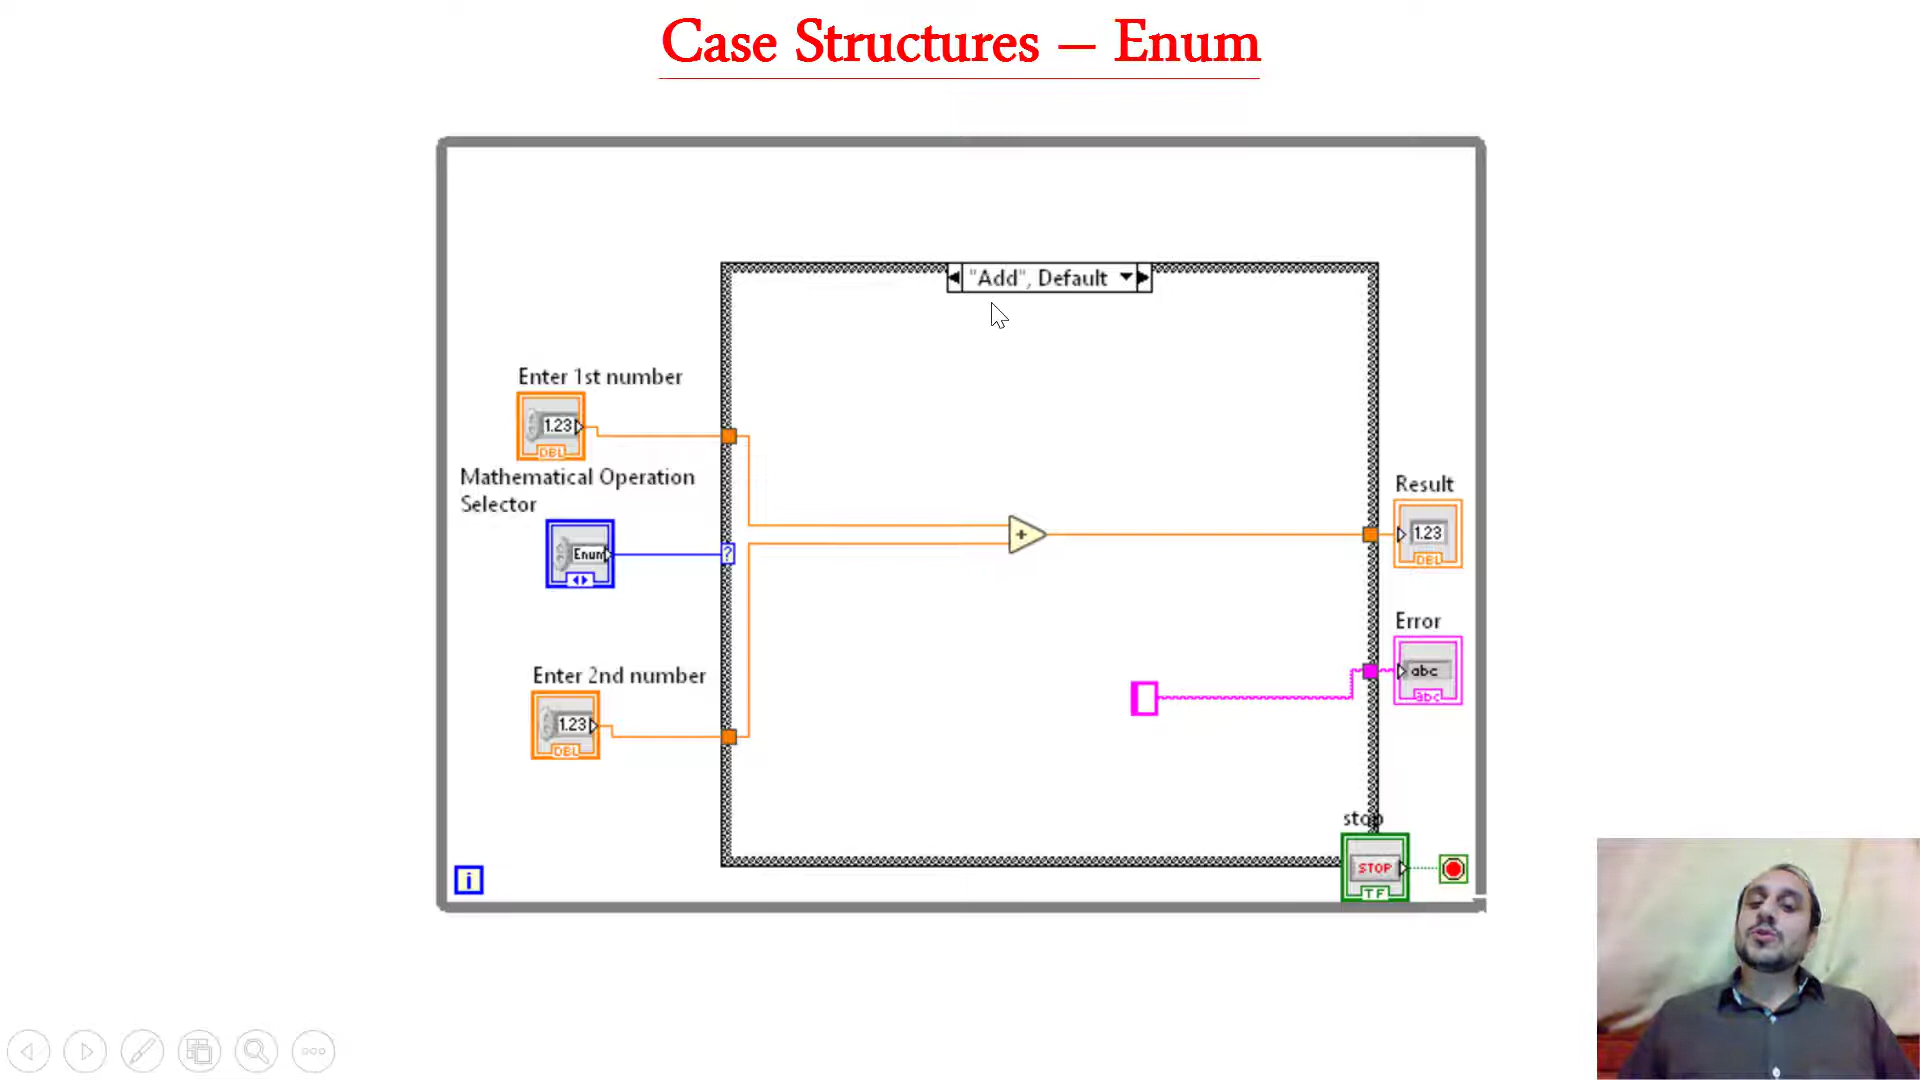 Case Structures – Enum
"Add", Default
Enter 1st number
1.23
DBL
Mathematical Operation
Selector
Enum
?
+
Result
1.23
DBL
Error
abc
abc
Enter 2nd number
1.23
DBL
stop
STOP
TF
i